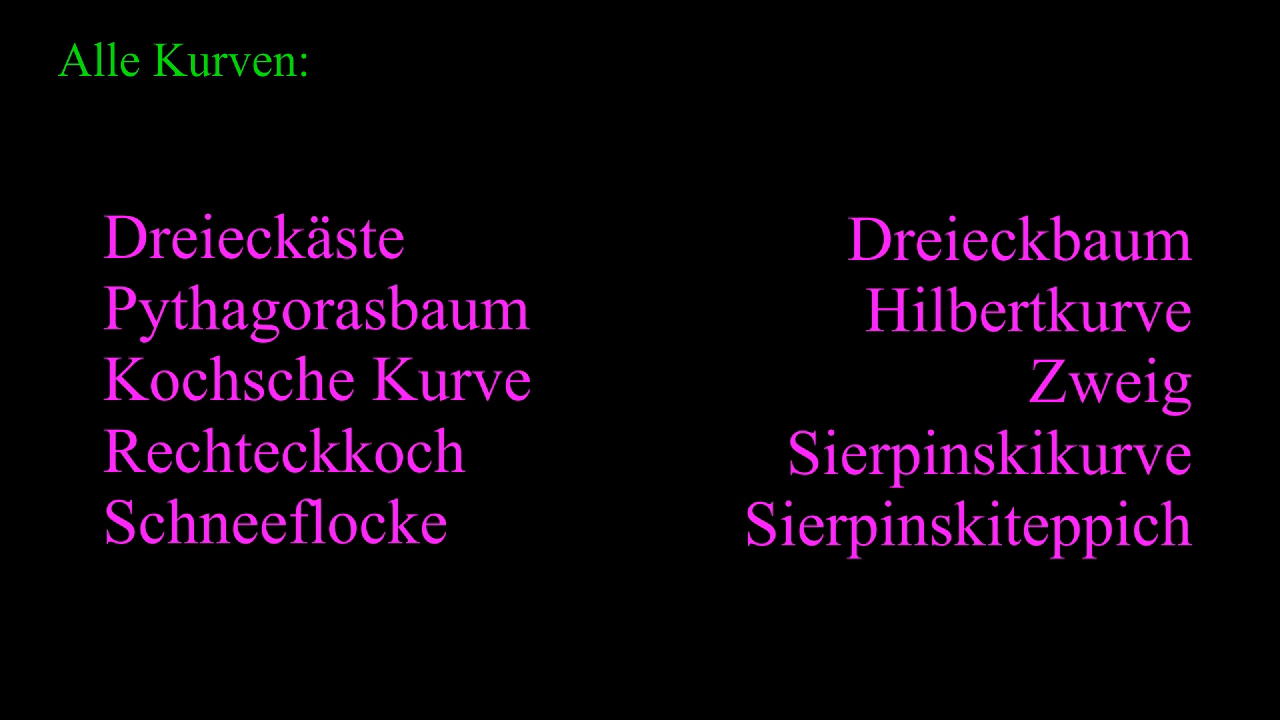 Alle Kurven:
Dreieckäste
Pythagorasbaum
Kochsche Kurve
Rechteckkoch
Schneeflocke
Dreieckbaum
Hilbertkurve
Zweig
Sierpinskikurve
Sierpinskiteppich